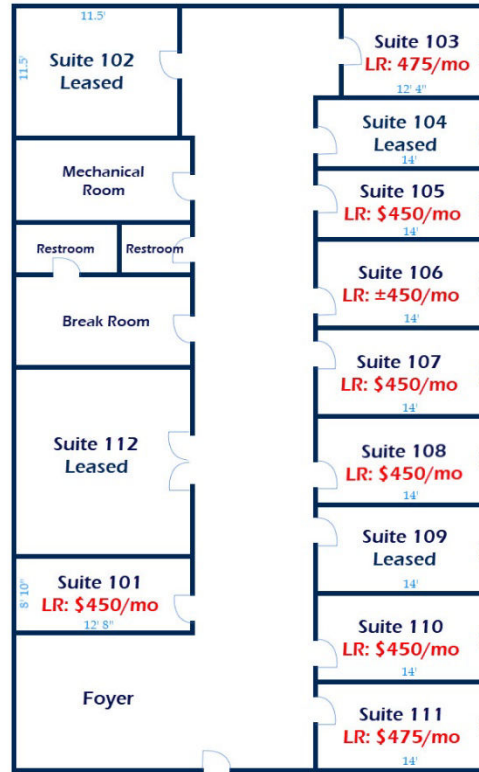 11.5'
11.5'
Suite 102
Leased
Mechanical
Room
Restroom
Restroom
Break Room
Suite 112
Leased
8' 10"
Suite 101
LR: $450/mo
12' 8"
Foyer
Suite 103
LR: 475/mo
12' 4"
Suite 104
Leased
14'
Suite 105
LR: $450/mo
14'
Suite 106
LR: ±450/mo
14'
Suite 107
LR: $450/mo
14'
Suite 108
LR: $450/mo
14'
Suite 109
Leased
14'
Suite 110
LR: $450/mo
14'
Suite 111
LR: $475/mo
14'